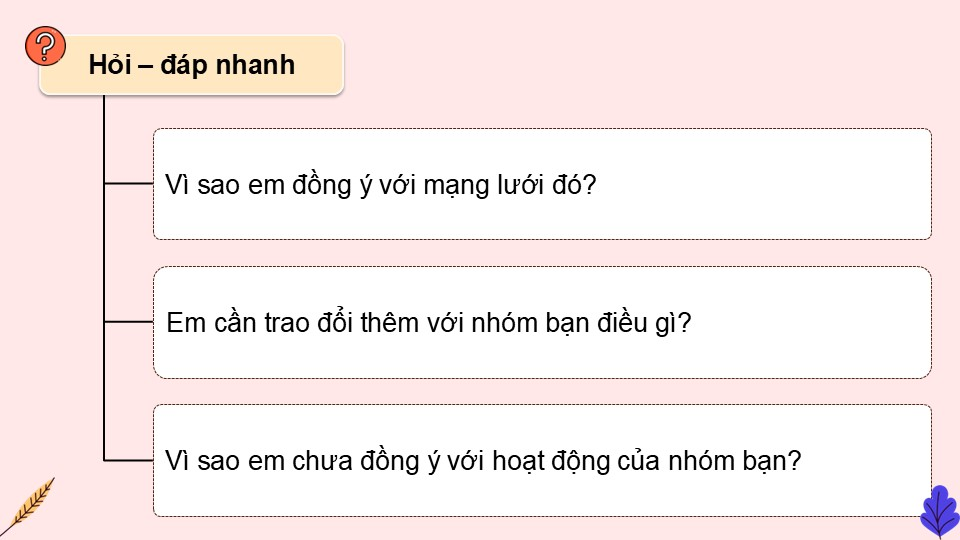 Hỏi – đáp nhanh
Vì sao em đồng ý với mạng lưới đó?
Em cần trao đổi thêm với nhóm bạn điều gì?
Vì sao em chưa đồng ý với hoạt động của nhóm bạn?